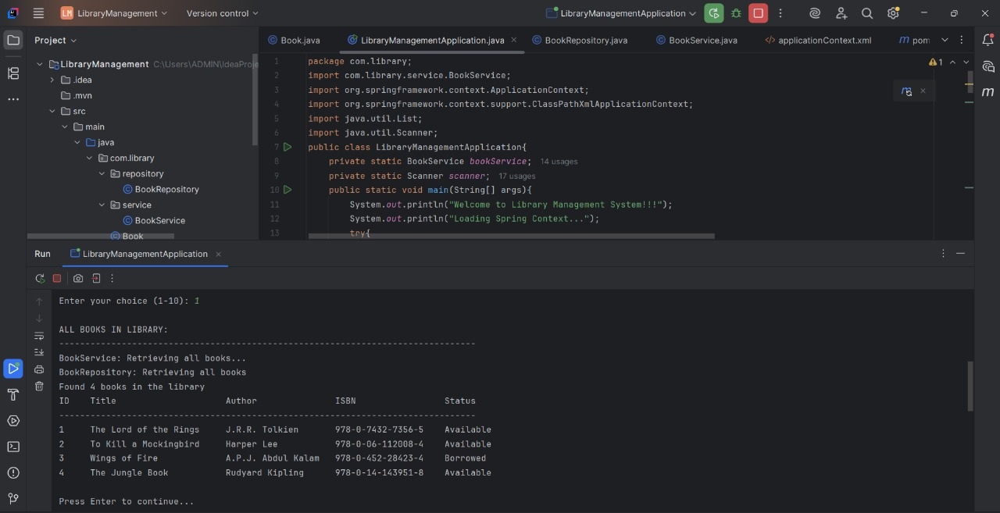 LM LibraryManagement Version control LibraryManagementApplication
Project
Book.java LibraryManagementApplication.java BookRepository.java BookService.java applicationContext.xml m pom
LibraryManagement C:\Users\ADMIN\IdeaProje
.idea
.mvn
src
main
java
com.library
repository
BookRepository
service
BookService
Book
1 package com.library;
2 import com.library.service.BookService;
3 import org.springframework.context.ApplicationContext;
4 import org.springframework.context.support.ClassPathXmlApplicationContext;
5 import java.util.List;
6 import java.util.Scanner;
7 public class LibraryManagementApplication{
8 private static BookService bookService; 14 usages
9 private static Scanner scanner; 17 usages
10 public static void main(String[] args){
11 System.out.println("Welcome to Library Management System!!!");
12 System.out.println("Loading Spring Context...");
13 try{
1
m
Run LibraryManagementApplication
Enter your choice (1-10): 1
ALL BOOKS IN LIBRARY:
--------------------------------------------------------------------------------
BookService: Retrieving all books...
BookRepository: Retrieving all books
Found 4 books in the library
ID Title Author ISBN Status
--------------------------------------------------------------------------------
1 The Lord of the Rings J.R.R. Tolkien 978-0-7432-7356-5 Available
2 To Kill a Mockingbird Harper Lee 978-0-06-112008-4 Available
3 Wings of Fire A.P.J. Abdul Kalam 978-0-452-28423-4 Borrowed
4 The Jungle Book Rudyard Kipling 978-0-14-143951-8 Available
Press Enter to continue...